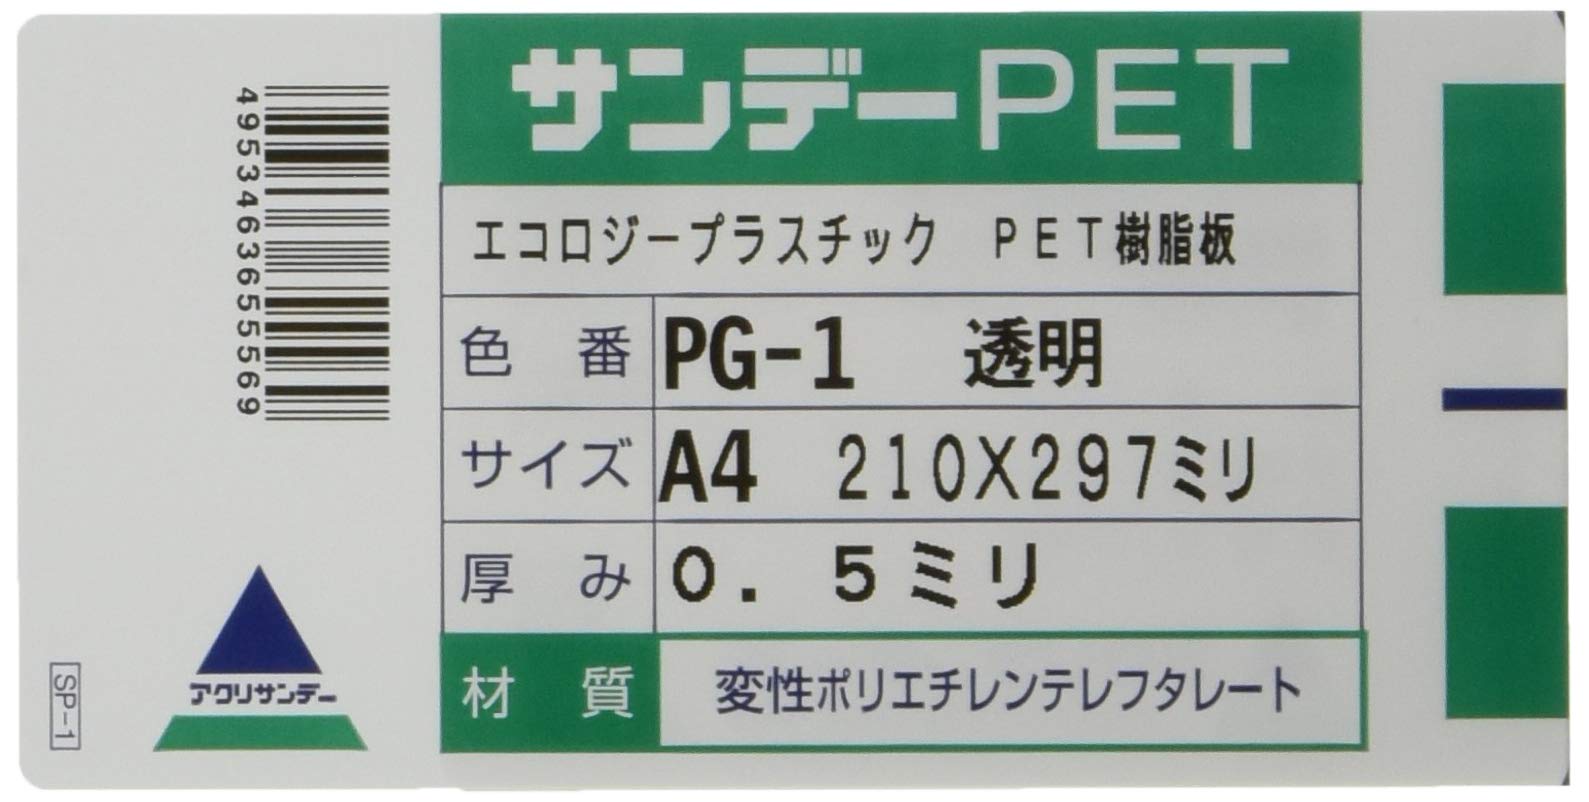 サンデーPET
エコロジープラスチック PET樹脂板
色番 PG-1 透明
サイズ A4 210X297ミリ
厚み 0.5ミリ
材質 変性ポリエチレンテレフタレート
4953463655569
アクリサンデー
SP-1